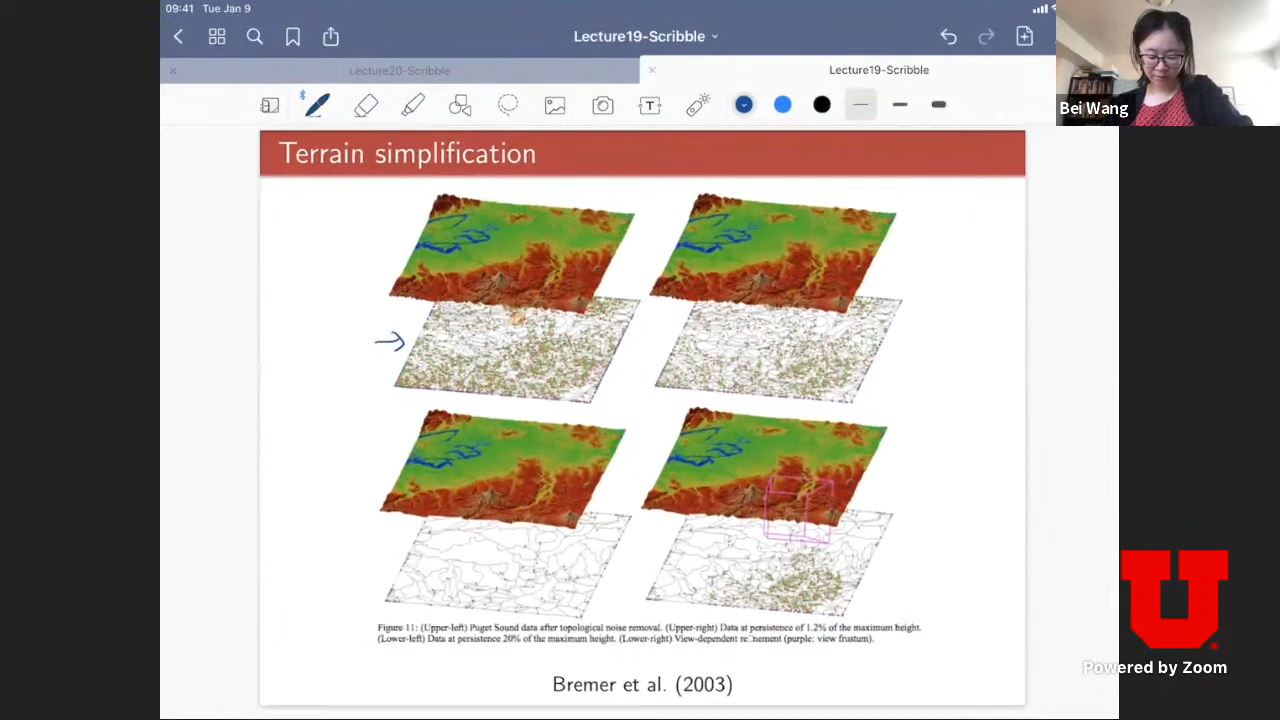 09:41 Tue Jan 9
Lecture19-Scribble
Lecture20-Scribble
Lecture19-Scribble
T
Bei Wang
Terrain simplification
Figure 11: (Upper-left) Puget Sound data after topological noise removal. (Upper-right) Data at persistence of 1.2% of the maximum height.
(Lower-left) Data at persistence 20% of the maximum height. (Lower-right) View-dependent re▯nement (purple: view frustum).
Bremer et al. (2003)
U
Powered by Zoom